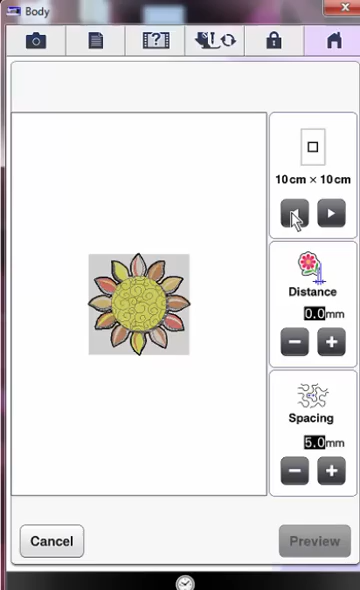 Body
?
10cm × 10cm
Distance
0.0mm
Spacing
5.0mm
Cancel
Preview